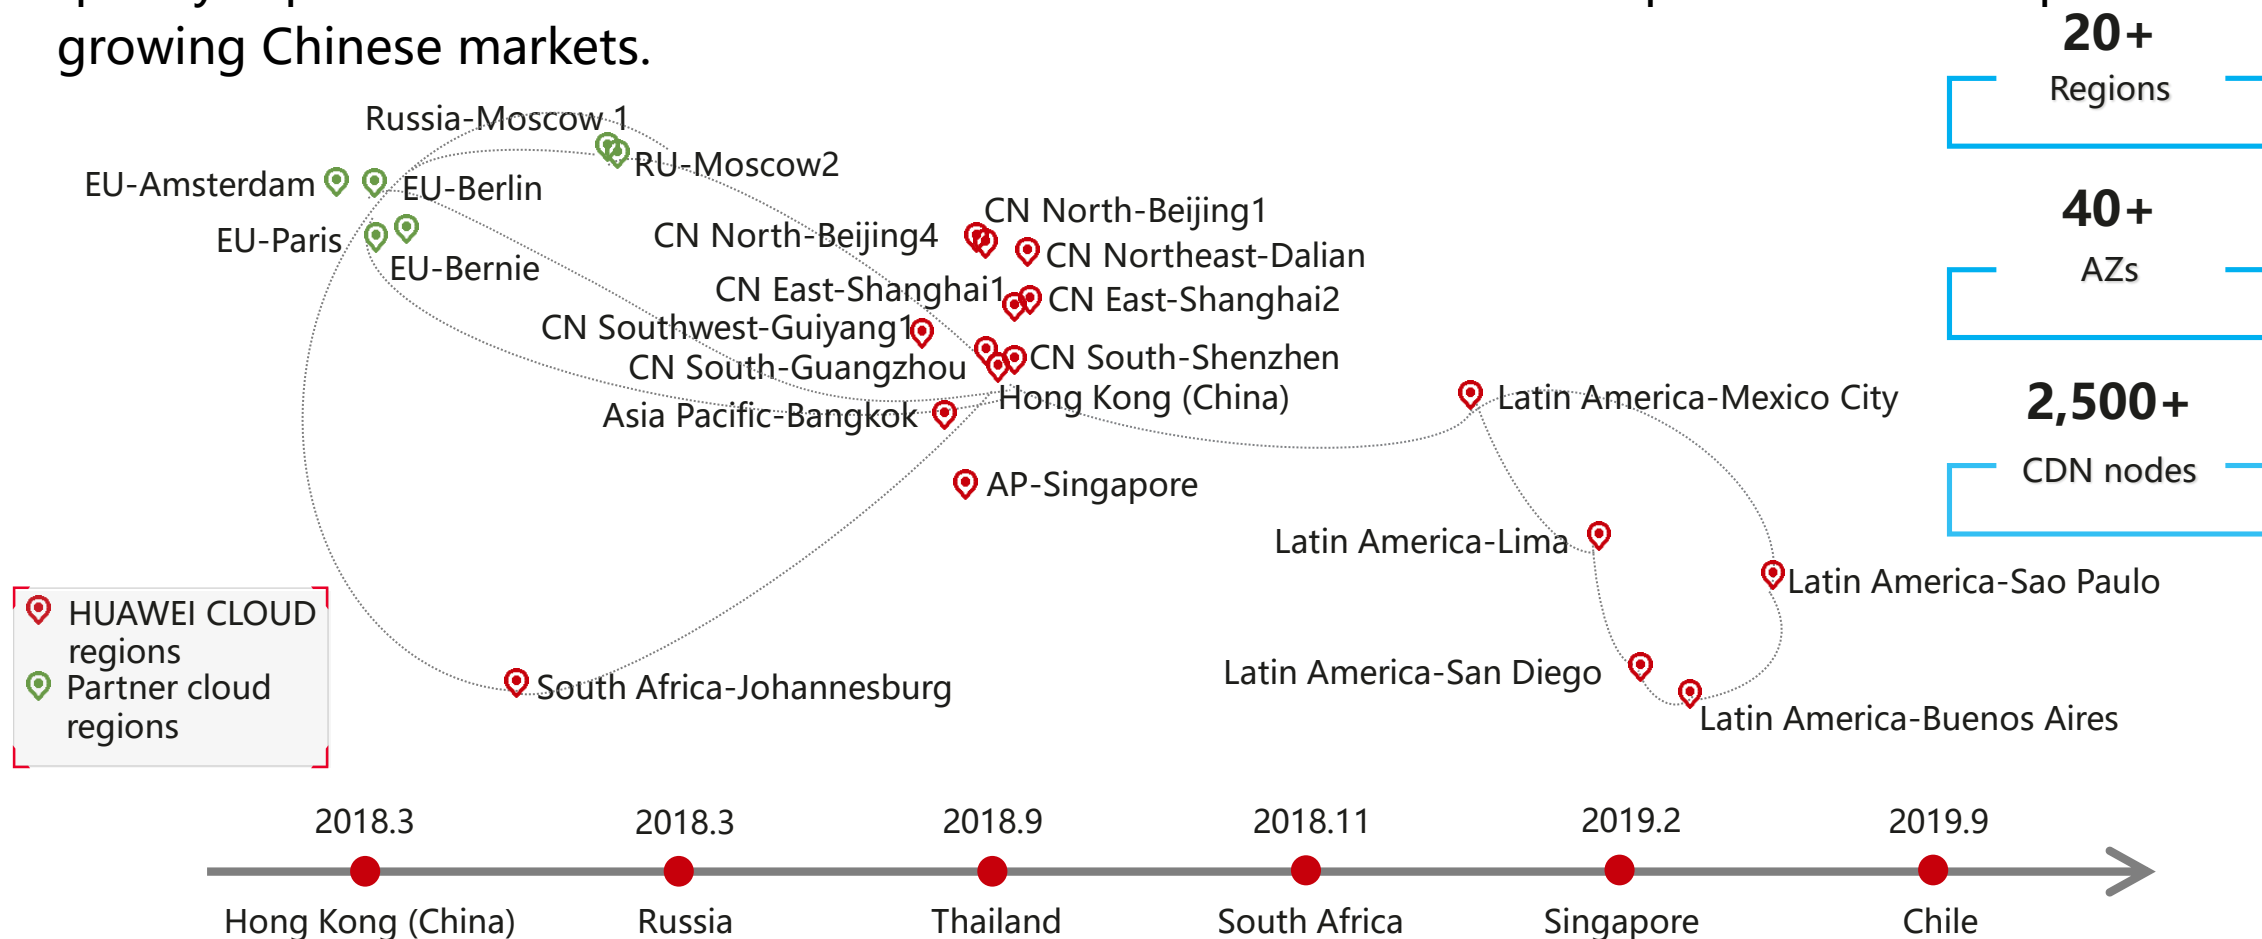 growing Chinese markets.
20+
Regions
40+
AZs
2,500+
CDN nodes
Russia-Moscow 1
RU-Moscow2
EU-Amsterdam
EU-Berlin
EU-Paris
EU-Bernie
CN North-Beijing1
CN North-Beijing4
CN Northeast-Dalian
CN East-Shanghai1
CN East-Shanghai2
CN Southwest-Guiyang1
CN South-Guangzhou
CN South-Shenzhen
Hong Kong (China)
Asia Pacific-Bangkok
AP-Singapore
Latin America-Mexico City
Latin America-Lima
Latin America-Sao Paulo
Latin America-San Diego
Latin America-Buenos Aires
South Africa-Johannesburg
HUAWEI CLOUD
regions
Partner cloud
regions
2018.3
2018.3
2018.9
2018.11
2019.2
2019.9
Hong Kong (China)
Russia
Thailand
South Africa
Singapore
Chile